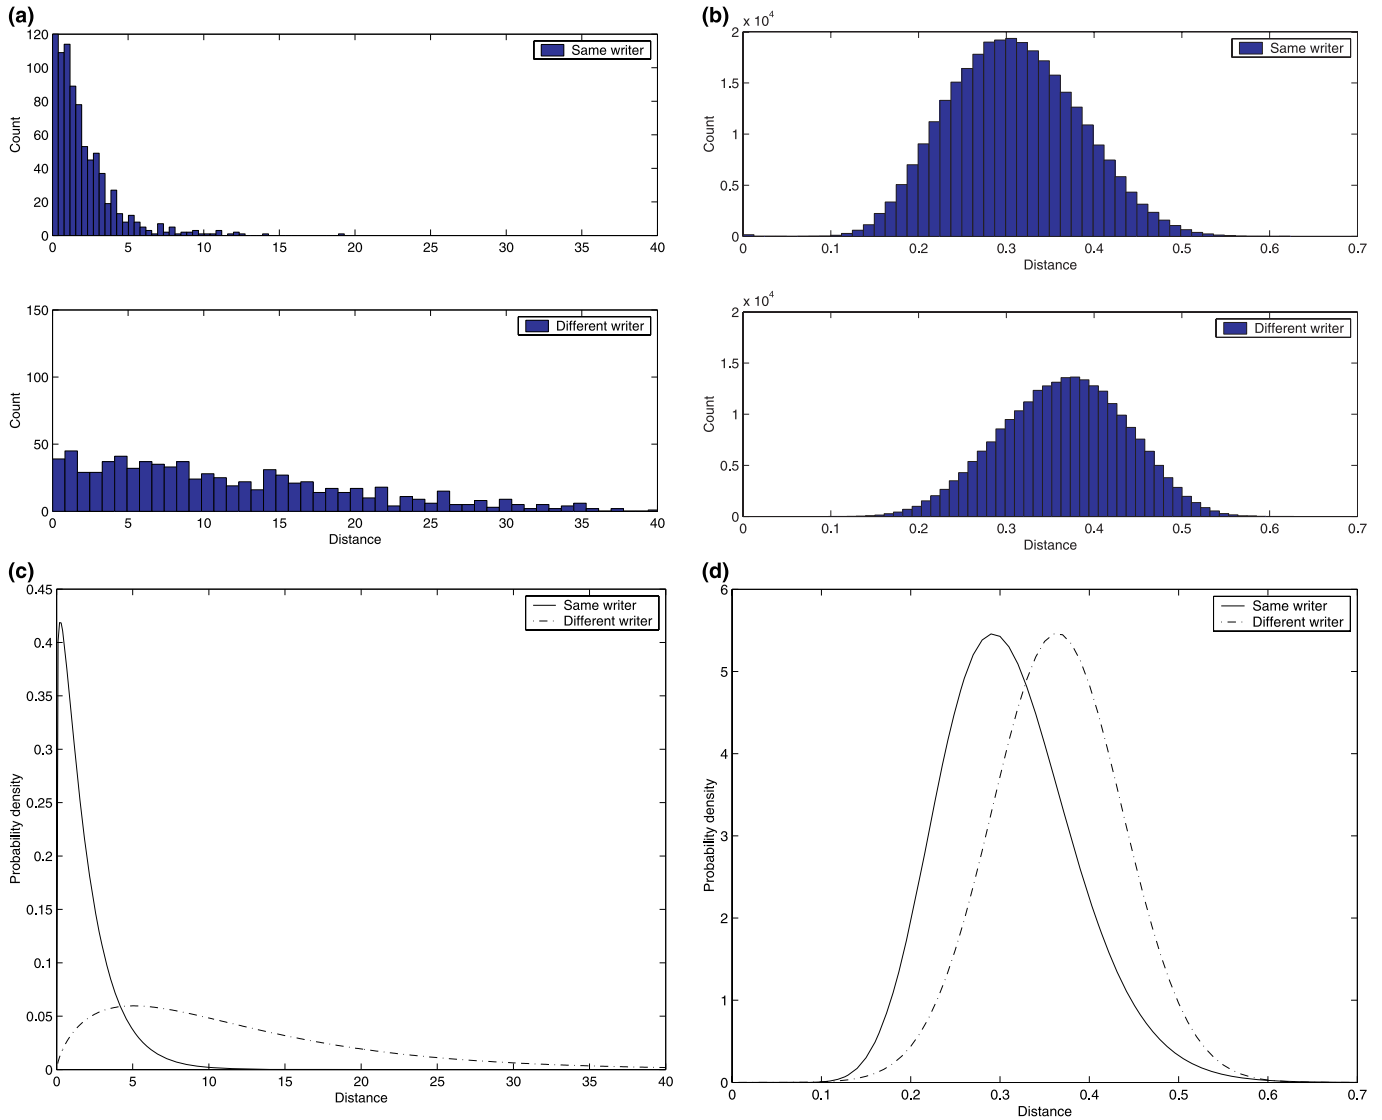 (a)
Same writer
Count
120
100
80
60
40
20
0
0 5 10 15 20 25 30 35 40
Different writer
Count
150
100
50
0
0 5 10 15 20 25 30 35 40
Distance
(b)
x 10^4
Same writer
Count
2
1.5
1
0.5
0
0 0.1 0.2 0.3 0.4 0.5 0.6 0.7
Distance
x 10^4
Different writer
Count
2
1.5
1
0.5
0
0 0.1 0.2 0.3 0.4 0.5 0.6 0.7
Distance
(c)
Same writer
Different writer
Probability density
0.45
0.4
0.35
0.3
0.25
0.2
0.15
0.1
0.05
0
0 5 10 15 20 25 30 35 40
Distance
(d)
Same writer
Different writer
Probability density
6
5
4
3
2
1
0
0 0.1 0.2 0.3 0.4 0.5 0.6 0.7
Distance